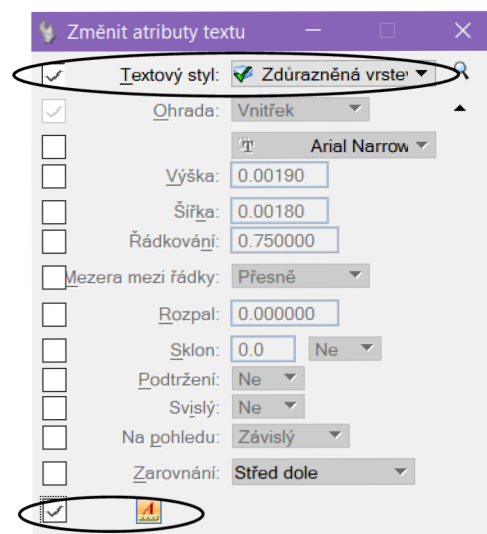 Změnit atributy textu
Textový styl: Zdůrazněná vrstev
Ohrada: Vnitřek
Arial Narrow
Výška: 0.00190
Šířka: 0.00180
Řádkování: 0.750000
Mezera mezi řádky: Přesně
Rozpal: 0.000000
Sklon: 0.0 Ne
Podtržení: Ne
Svislý: Ne
Na pohledu: Závislý
Zarovnání: Střed dole
A